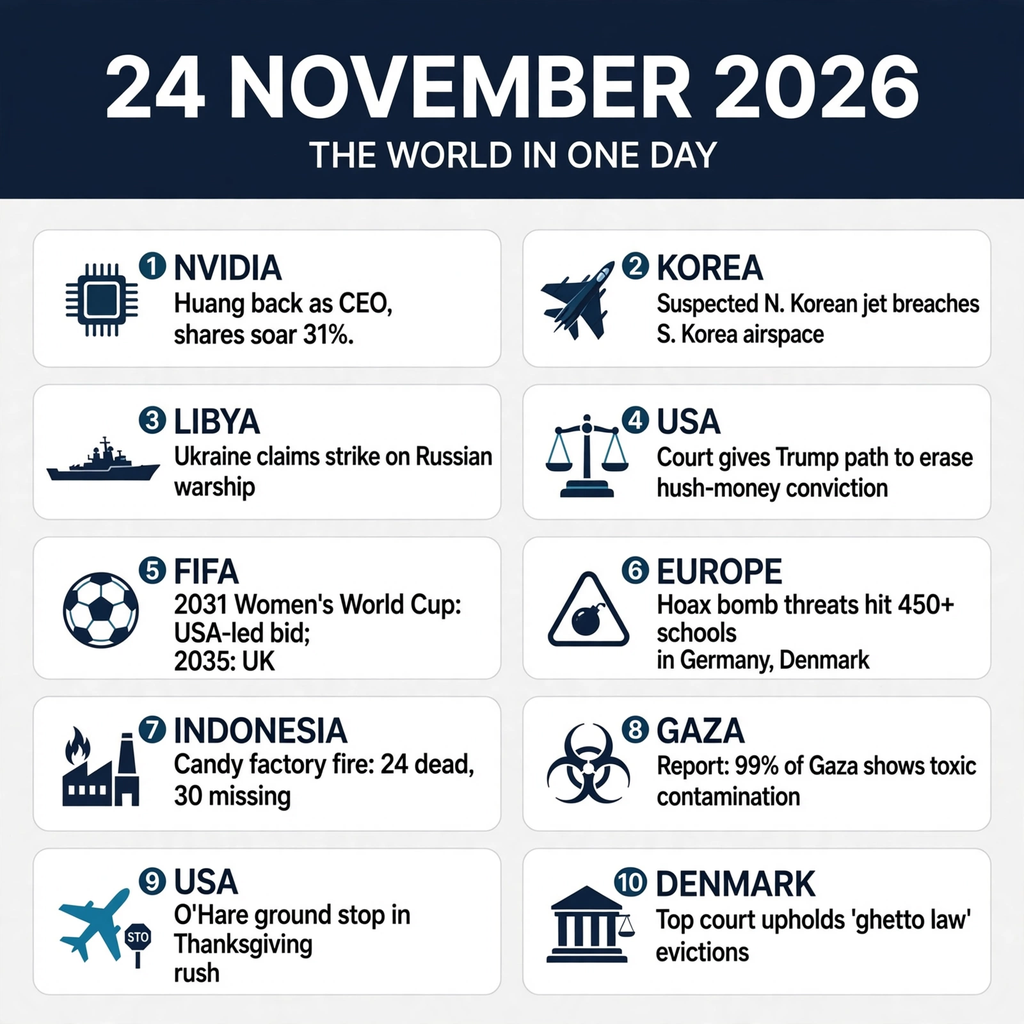 24 NOVEMBER 2026
THE WORLD IN ONE DAY
1 NVIDIA
Huang back as CEO,
shares soar 31%.
2 KOREA
Suspected N. Korean jet breaches
S. Korea airspace
3 LIBYA
Ukraine claims strike on Russian
warship
4 USA
Court gives Trump path to erase
hush-money conviction
5 FIFA
2031 Women's World Cup:
USA-led bid;
2035: UK
6 EUROPE
Hoax bomb threats hit 450+
schools
in Germany, Denmark
7 INDONESIA
Candy factory fire: 24 dead,
30 missing
8 GAZA
Report: 99% of Gaza shows toxic
contamination
9 USA
O'Hare ground stop in
Thanksgiving
rush
STO
10 DENMARK
Top court upholds 'ghetto law'
evictions